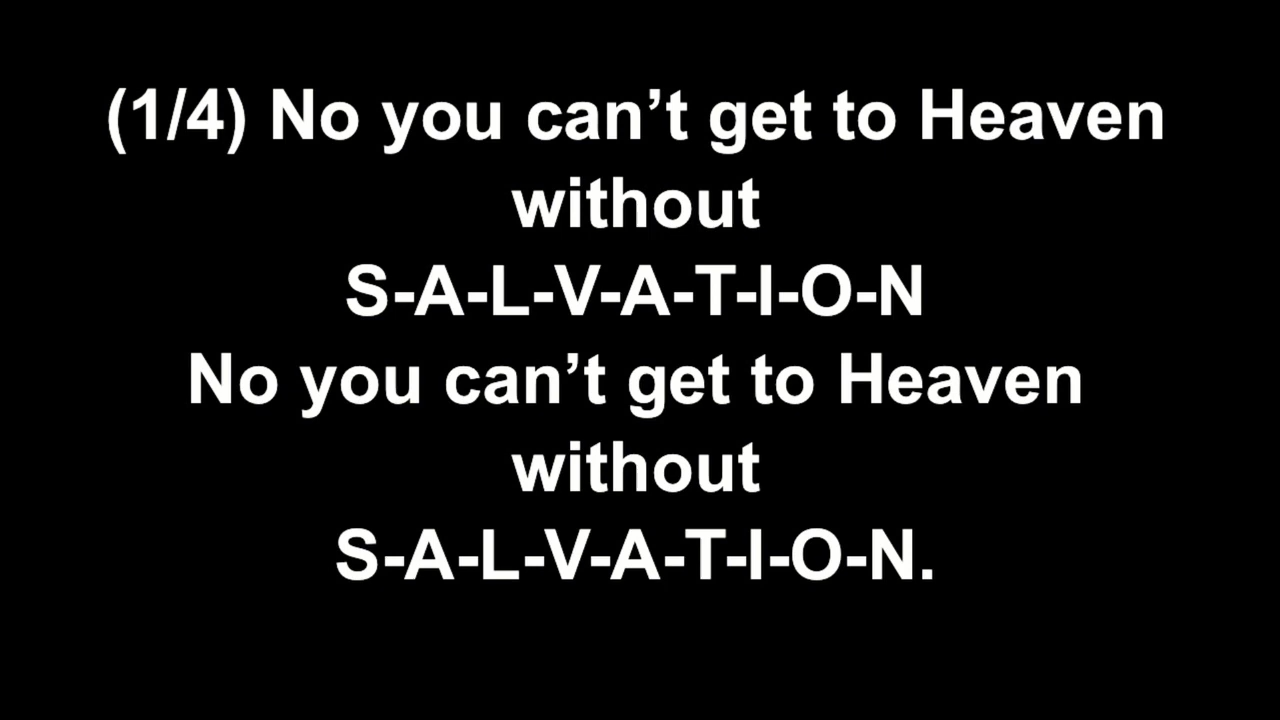 (1/4) No you can’t get to Heaven
without
S-A-L-V-A-T-I-O-N
No you can’t get to Heaven
without
S-A-L-V-A-T-I-O-N.